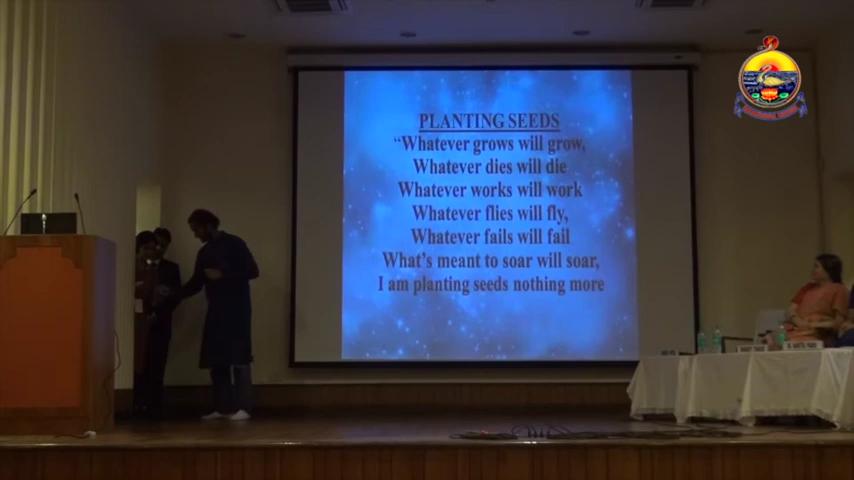 PLANTING SEEDS
“Whatever grows will grow,
Whatever dies will die
Whatever works will work
Whatever flies will fly,
Whatever fails will fail
What’s meant to soar will soar,
I am planting seeds nothing more